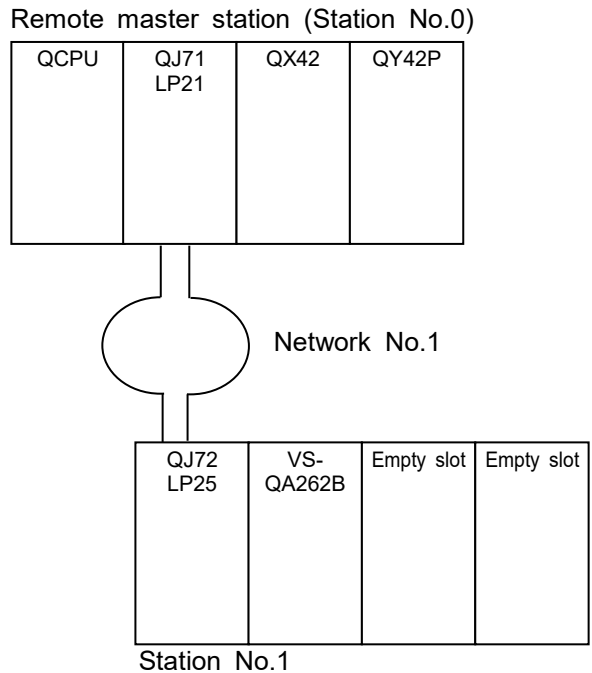 Remote master station (Station No.0)
QCPU
QJ71
LP21
QX42
QY42P
Network No.1
QJ72
LP25
VS-
QA262B
Empty slot
Empty slot
Station No.1